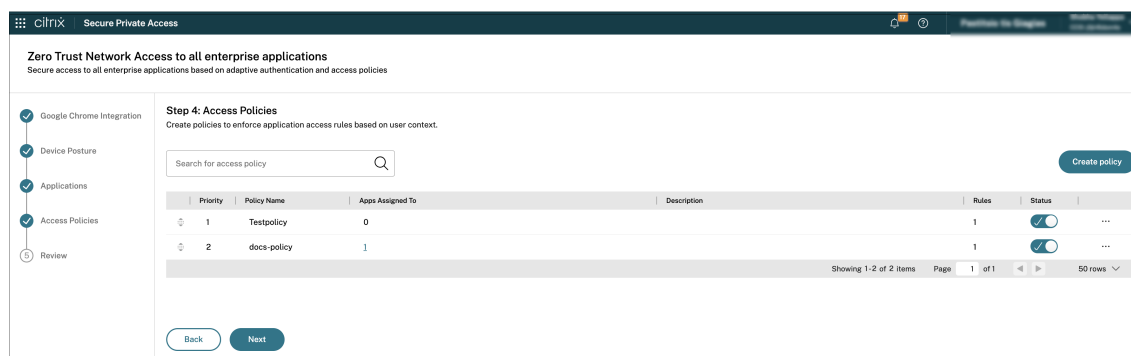 citrix | Secure Private Access
17
Zero Trust Network Access to all enterprise applications
Secure access to all enterprise applications based on adaptive authentication and access policies
Google Chrome Integration
Device Posture
Applications
Access Policies
5 Review
Step 4: Access Policies
Create policies to enforce application access rules based on user context.
Search for access policy
Create policy
Priority Policy Name Apps Assigned To Description Rules Status
1 Testpolicy 0 1 ...
2 docs-policy 1 1 ...
Showing 1-2 of 2 items Page 1 of 1 50 rows
Back Next